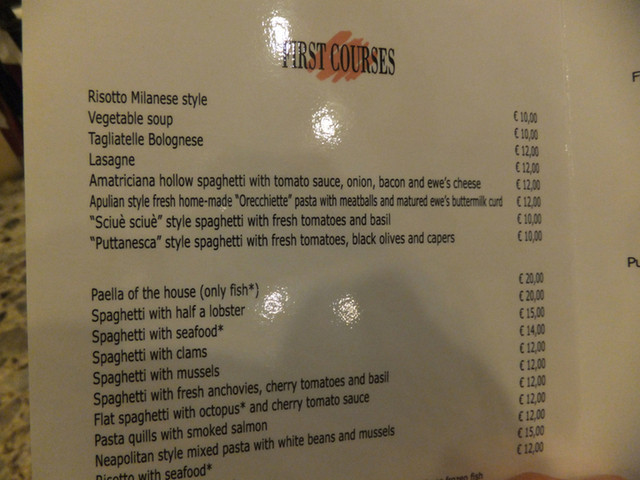 FIRST COURSES
Risotto Milanese style € 10,00
Vegetable soup € 10,00
Tagliatelle Bolognese € 12,00
Lasagne € 12,00
Amatriciana hollow spaghetti with tomato sauce, onion, bacon and ewe's cheese € 12,00
Apulian style fresh home-made "Orecchiette" pasta with meatballs and matured ewe's buttermilk curd € 12,00
"Sciuè sciuè" style spaghetti with fresh tomatoes and basil € 10,00
"Puttanesca" style spaghetti with fresh tomatoes, black olives and capers € 10,00
Paella of the house (only fish*) € 20,00
Spaghetti with half a lobster € 20,00
Spaghetti with seafood* € 15,00
Spaghetti with clams € 14,00
Spaghetti with mussels € 12,00
Spaghetti with fresh anchovies, cherry tomatoes and basil € 12,00
Flat spaghetti with octopus* and cherry tomato sauce € 12,00
Pasta quills with smoked salmon € 12,00
Neapolitan style mixed pasta with white beans and mussels € 12,00
Risotto with seafood* € 15,00
€ 12,00
frozen fish